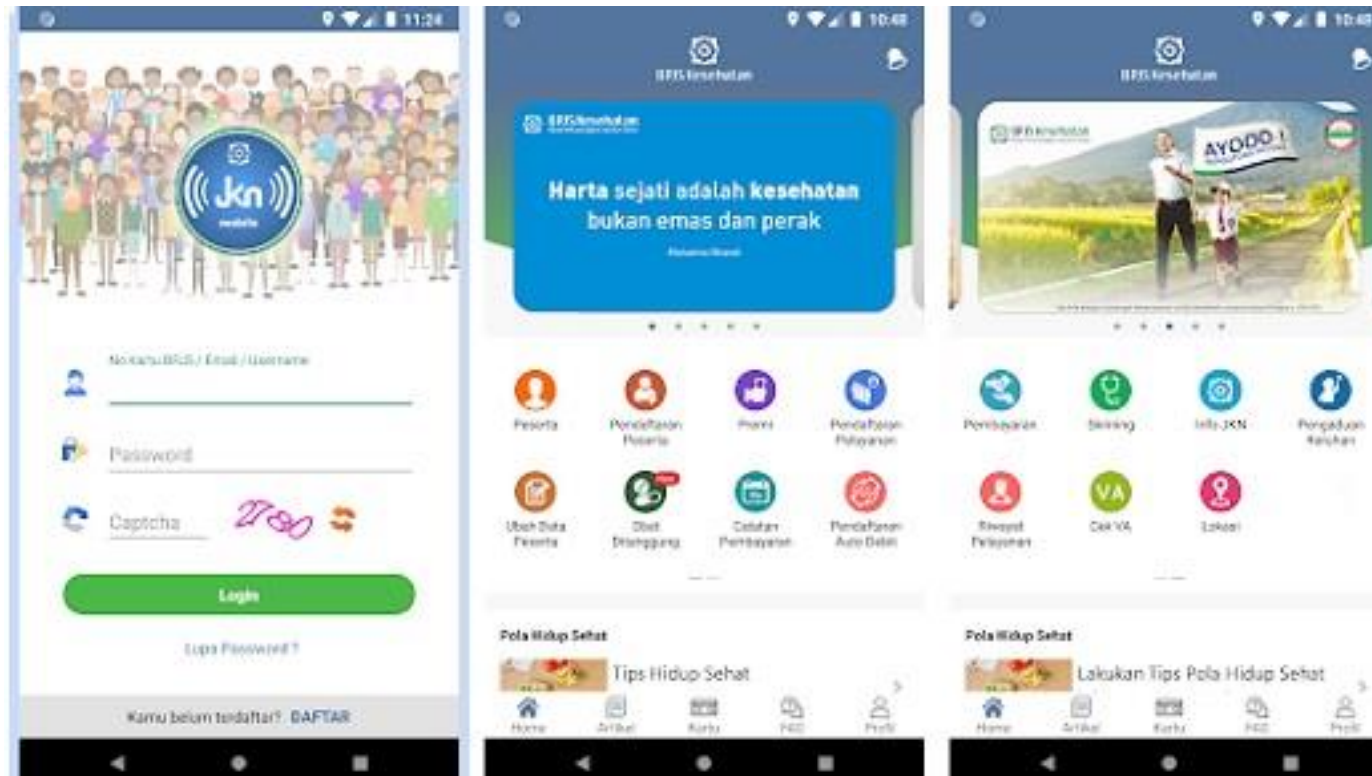 11:24
Jkn
mobile
No Kartu BPJS / Email / Username
Password
Captcha
2780
Login
Lupa Password?
Kamu belum terdaftar? DAFTAR
10:48
BPJS Kesehatan
BPJS Kesehatan
Harta sejati adalah kesehatan
bukan emas dan perak
Peserta
Pendaftaran
Peserta
Premi
Pendaftaran
Pelayanan
Ubah Data
Peserta
Obat
Ditanggung
Catatan
Pembayaran
Pendaftaran
Auto Debit
Pola Hidup Sehat
Tips Hidup Sehat
Home
Artikel
Kartu
FAQ
Profil
10:48
BPJS Kesehatan
BPJS Kesehatan
AYODD !
Pembayaran
Skrining
Info JKN
Pengaduan
Keluhan
Riwayat
Pelayanan
VA
Cek VA
Lokasi
Pola Hidup Sehat
Lakukan Tips Pola Hidup Sehat
Home
Artikel
Kartu
FAQ
Profil